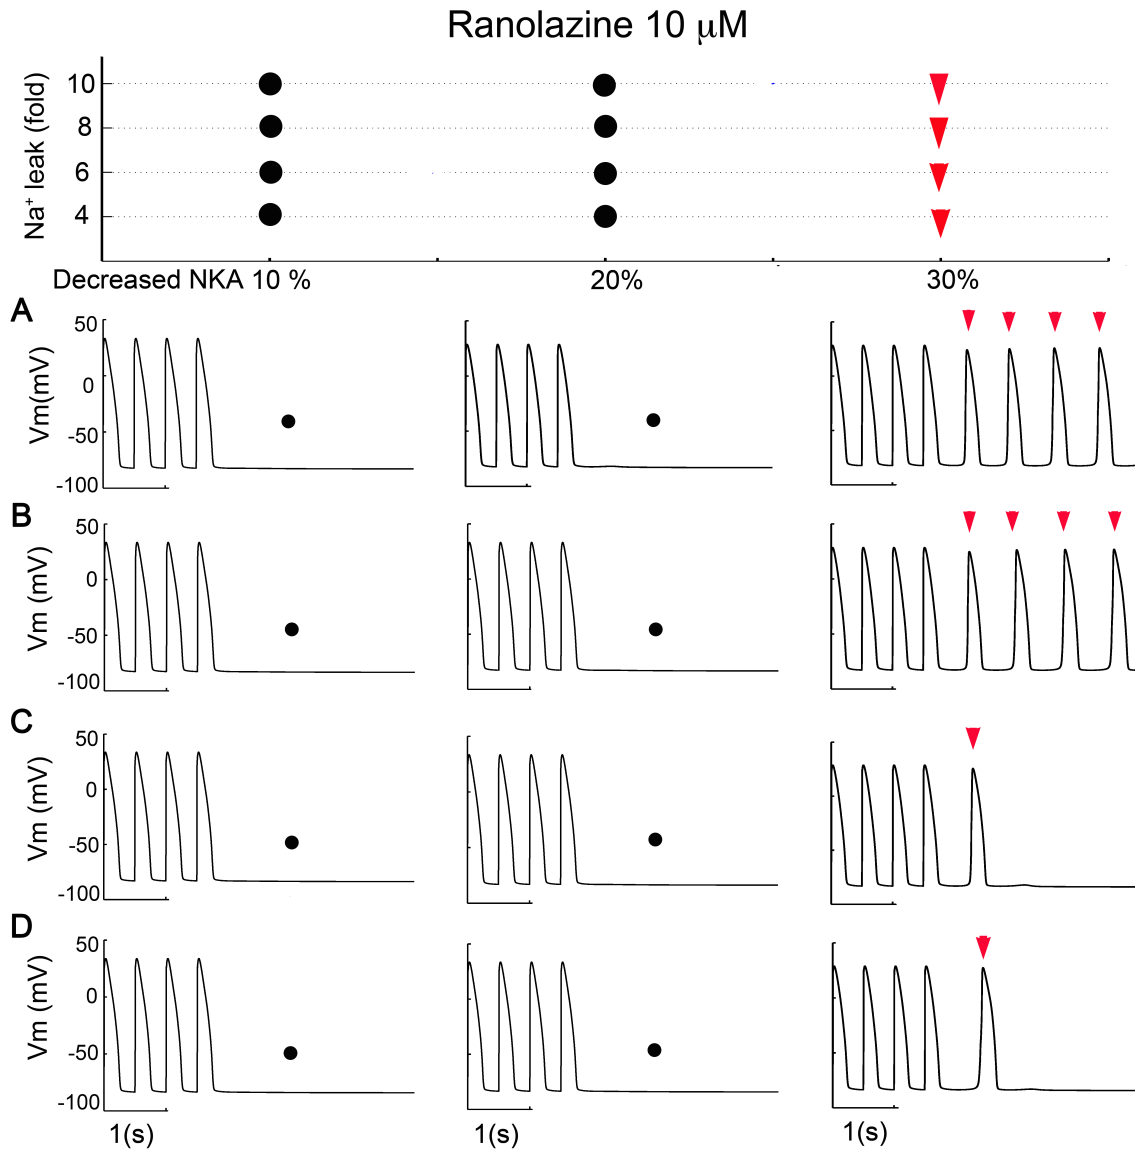 Ranolazine 10 μM
Na⁺ leak (fold)
10
8
6
4
Decreased NKA 10 %
20%
30%
A
Vm(mV)
50
0
-50
-100
B
Vm (mV)
50
0
-50
-100
C
Vm (mV)
50
0
-50
-100
D
Vm (mV)
50
0
-50
-100
1(s)
1(s)
1(s)